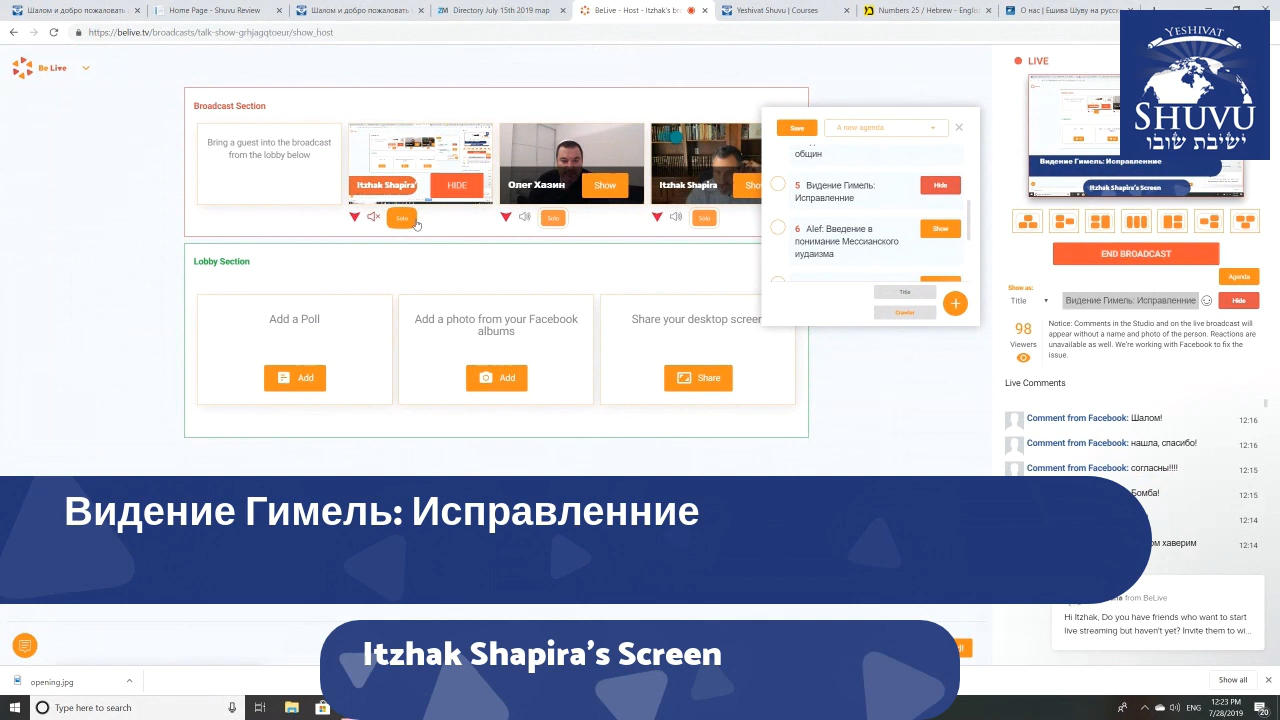 Шалом и добро пожаловать
Home Page - Shuvu Review
Шалом и добро пожаловать
Directory July 15th 2019 map
BeLive - Host - Itzhak's br
Yeshivat Shuvu | Courses
Numbers 25 / Hebrew - English
О нас | Ешива Шуву на русско
https://belive.tv/broadcasts/talk-show-grhjagqtoeur/show_host
Be Live
Broadcast Section
Bring a guest into the broadcast
from the lobby below
Itzhak Shapira'
HIDE
Show
Itzhak Shapira
Solo
Solo
Solo
Save
A new agenda
общин
5 Видение Гимель:
Исправленние
Hide
6 Alef: Введение в
понимание Мессианского
иудаизма
Show
Title
Crawler
Lobby Section
Add a Poll
Add
Add a photo from your Facebook
albums
Add
Share your desktop screen
Share
LIVE
YESHIVAT
SHUVU
ישיבת שובו
Видение Гимель: Исправленние
Itzhak Shapira's Screen
END BROADCAST
Agenda
Show as:
Title
Видение Гимель: Исправленние
Hide
98
Viewers
Notice: Comments in the Studio and on the live broadcast will
appear without a name and photo of the person. Reactions are
unavailable as well. We're working with Facebook to fix the
issue.
Live Comments
Comment from Facebook: Шалом!
12:16
Comment from Facebook: нашла, спасибо!
12:16
Comment from Facebook: согласны!!!!
12:15
Бомба!
12:15
12:14
ом хаверим
12:14
from BeLive
Hi Itzhak, Do you have friends who want to start
live streaming but haven't yet? Invite them to wi...
Видение Гимель: Исправленние
Itzhak Shapira's Screen
opening.jpg
Show all
Type here to search
ENG
12:23 PM
7/28/2019
20